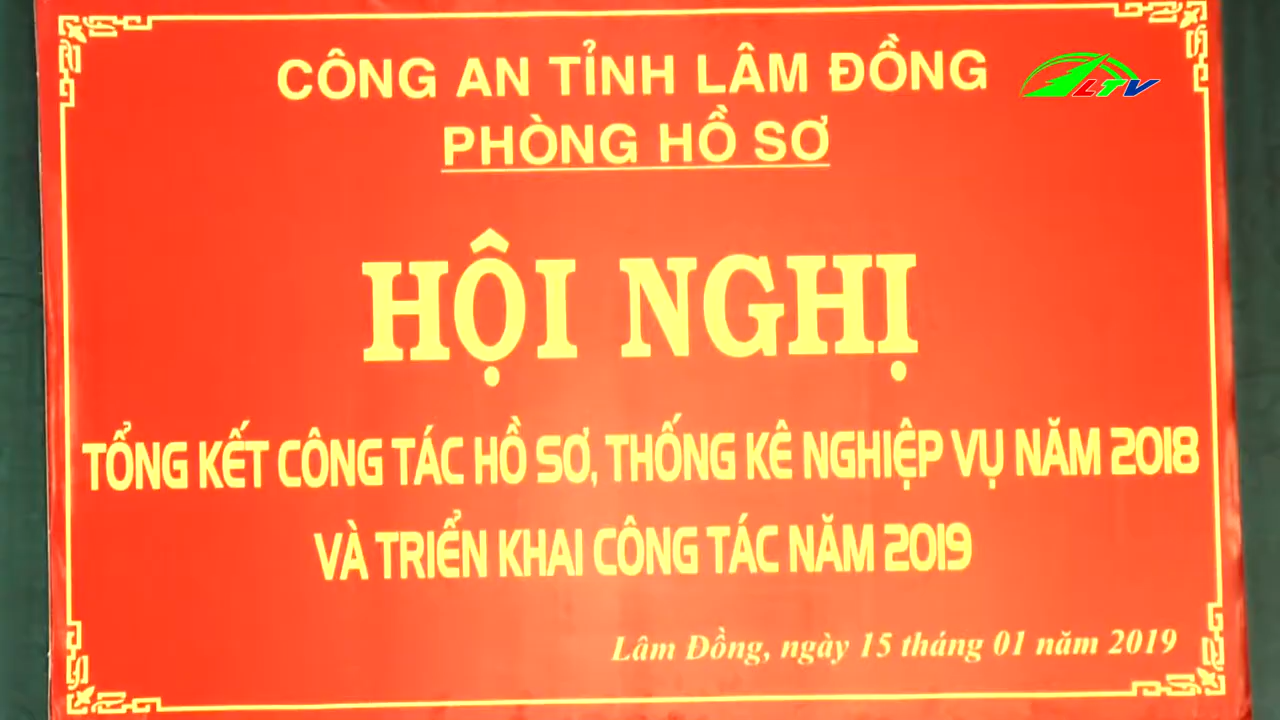 CÔNG AN TỈNH LÂM ĐỒNG
LTV
PHÒNG HỒ SƠ
HỘI NGHỊ
TỔNG KẾT CÔNG TÁC HỒ SƠ, THỐNG KÊ NGHIỆP VỤ NĂM 2018
VÀ TRIỂN KHAI CÔNG TÁC NĂM 2019
Lâm Đồng, ngày 15 tháng 01 năm 2019